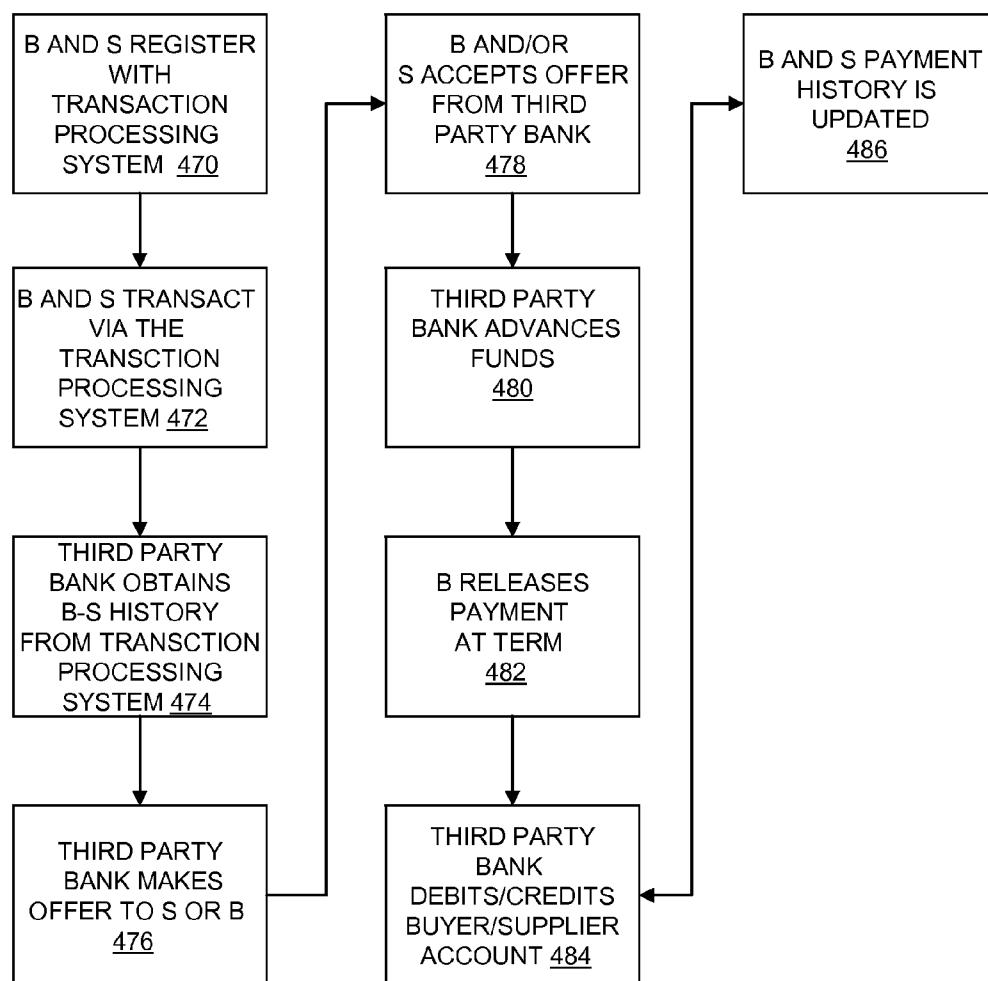 B AND S REGISTER
WITH
TRANSACTION
PROCESSING
SYSTEM 470
B AND S TRANSACT
VIA THE
TRANSCTION
PROCESSING
SYSTEM 472
THIRD PARTY
BANK OBTAINS
B-S HISTORY
FROM TRANSCTION
PROCESSING
SYSTEM 474
THIRD PARTY
BANK MAKES
OFFER TO S OR B
476
B AND/OR
S ACCEPTS OFFER
FROM THIRD
PARTY BANK
478
THIRD PARTY
BANK ADVANCES
FUNDS
480
B RELEASES
PAYMENT
AT TERM
482
THIRD PARTY
BANK
DEBITS/CREDITS
BUYER/SUPPLIER
ACCOUNT 484
B AND S PAYMENT
HISTORY IS
UPDATED
486